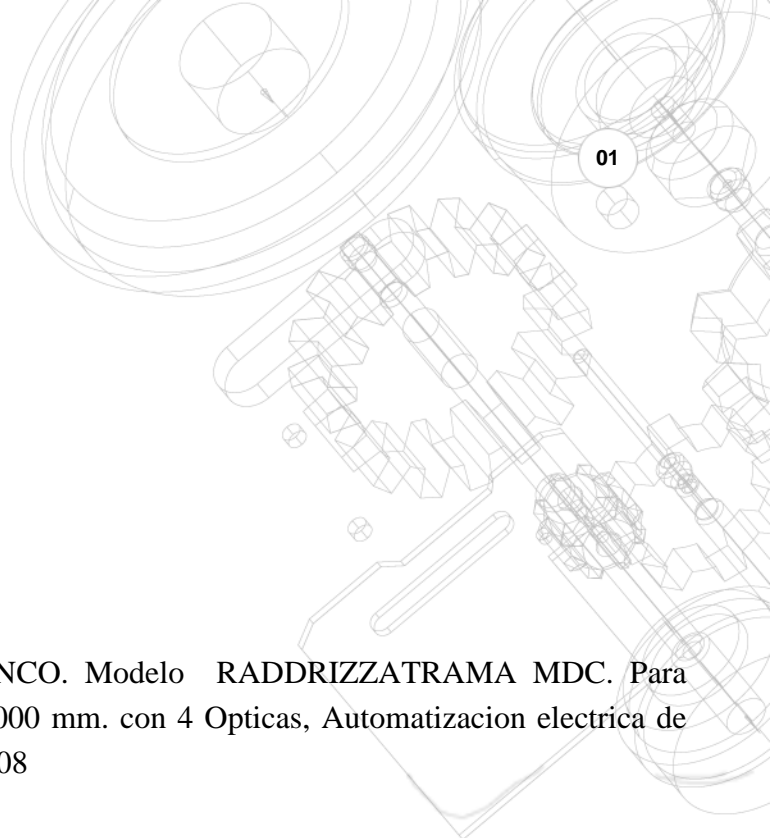 01
NCO. Modelo RADDRIZZATRAMA MDC. Para
000 mm. con 4 Opticas, Automatizacion electrica de
08